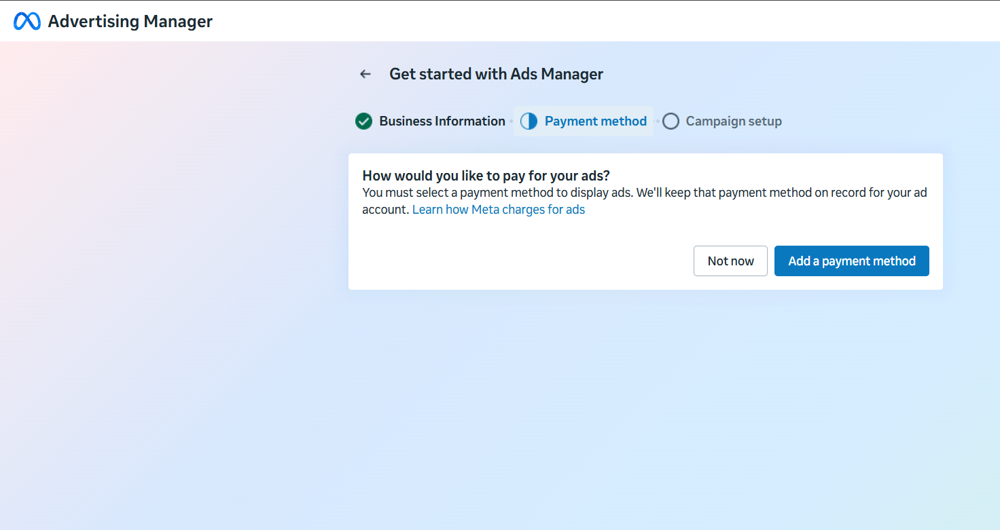 Advertising Manager
Get started with Ads Manager
Business Information
Payment method
Campaign setup
How would you like to pay for your ads?
You must select a payment method to display ads. We'll keep that payment method on record for your ad
account. Learn how Meta charges for ads
Not now
Add a payment method